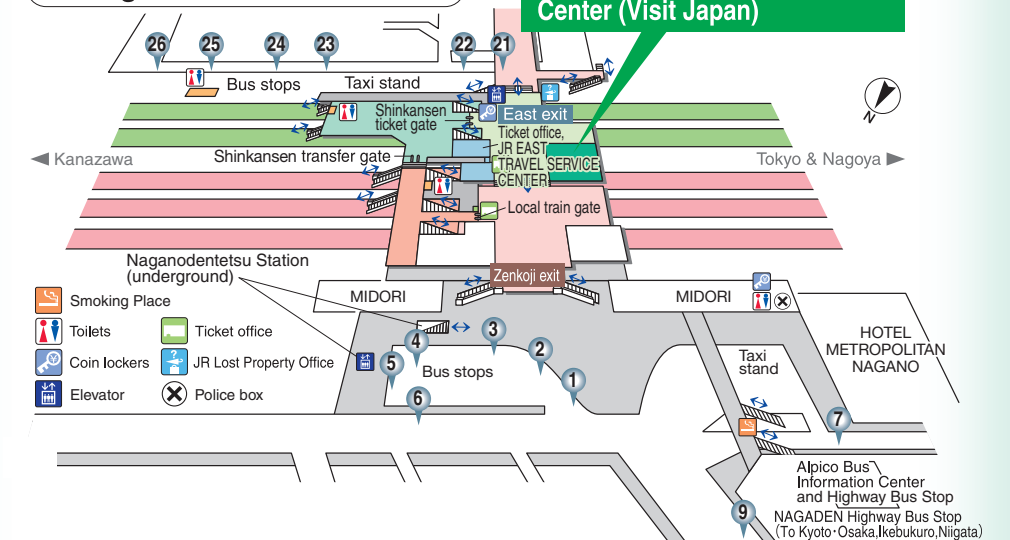 Center (Visit Japan)
26
25
24
23
22
21
Bus stops
Taxi stand
Shinkansen
ticket gate
East exit
Ticket office,
JR EAST
TRAVEL SERVICE
CENTER
Kanazawa
Shinkansen transfer gate
Tokyo & Nagoya
N
Local train gate
Naganodentetsu Station
(underground)
Zenkoji exit
MIDORI
MIDORI
Smoking Place
Toilets
Ticket office
Coin lockers
JR Lost Property Office
Elevator
Police box
3
4
2
5
Bus stops
1
6
Taxi
stand
HOTEL
METROPOLITAN
NAGANO
7
Alpico Bus
Information Center
and Highway Bus Stop
9
NAGADEN Highway Bus Stop
(To Kyoto･Osaka,Ikebukuro,Niigata)